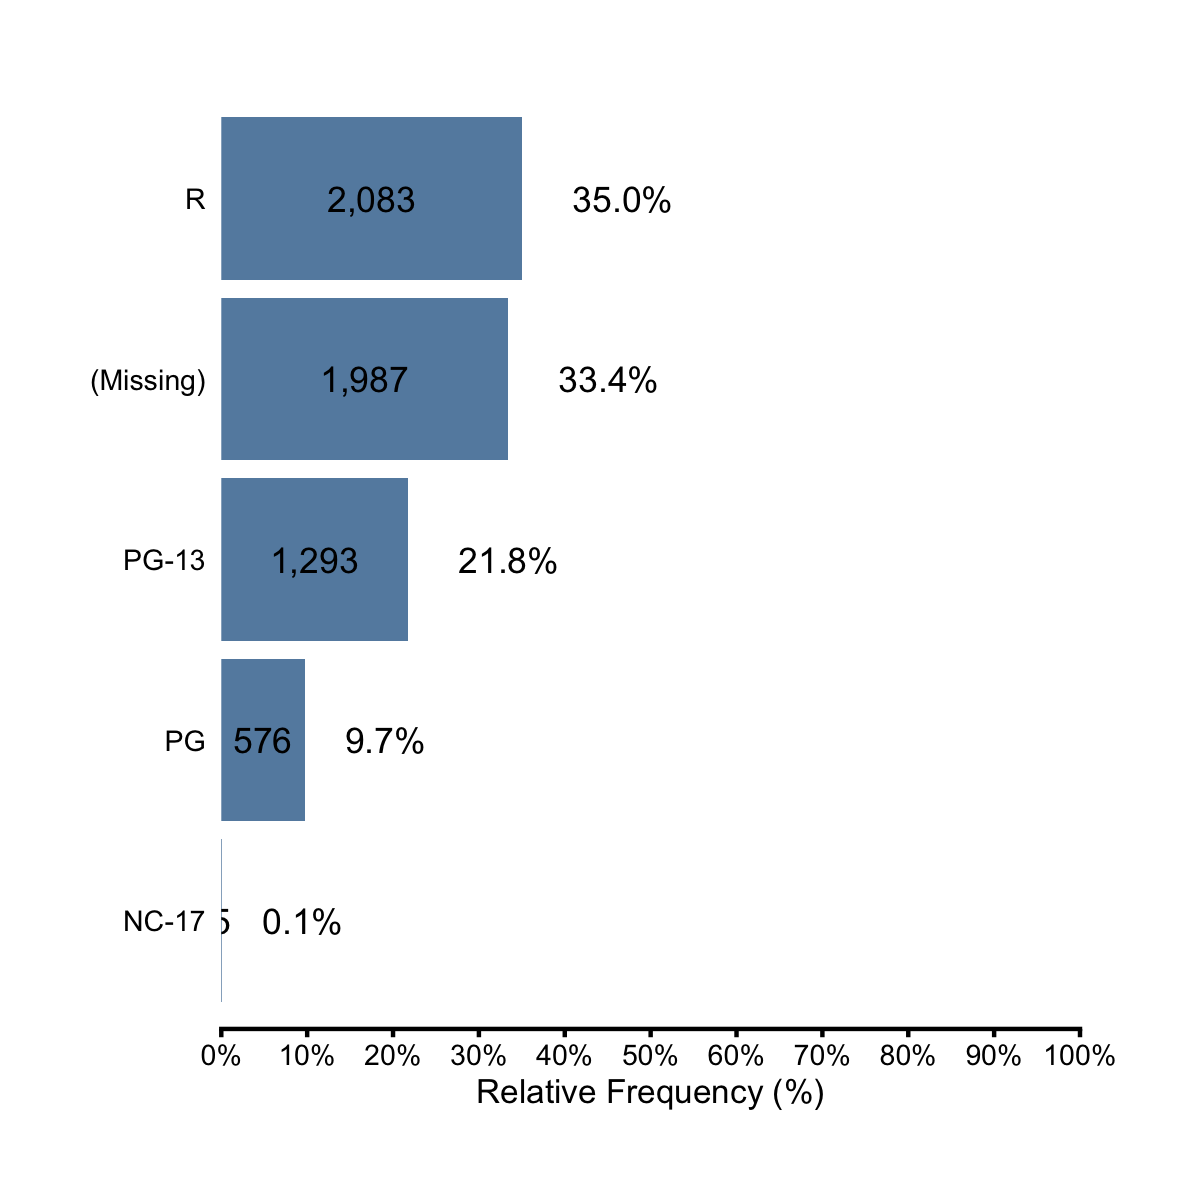 R 2,083 35.0%
(Missing) 1,987 33.4%
PG-13 1,293 21.8%
PG 576 9.7%
NC-17 5 0.1%
0% 10% 20% 30% 40% 50% 60% 70% 80% 90% 100%
Relative Frequency (%)